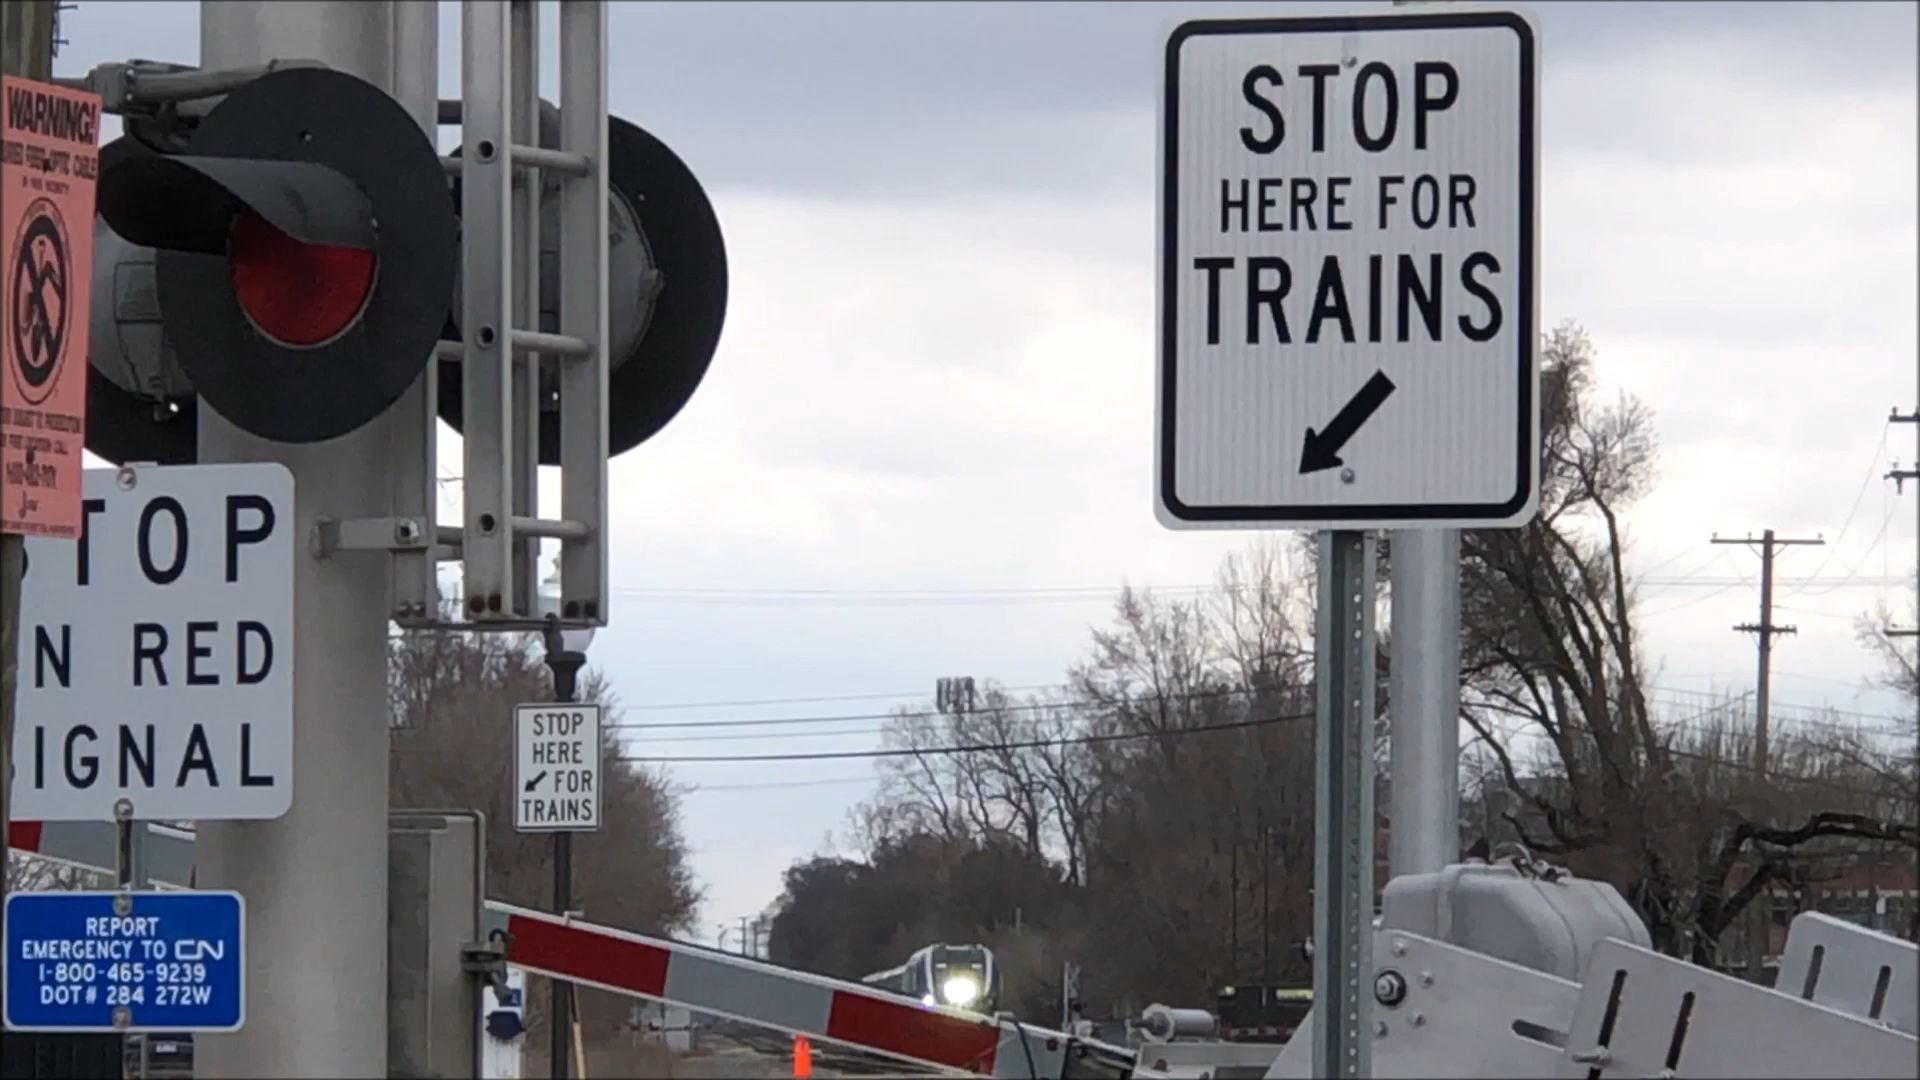 WARNING!
STOP
HERE FOR
TRAINS
TOP
N RED
IGNAL
STOP
HERE
FOR
TRAINS
REPORT
EMERGENCY TO CN
1-800-465-9239
DOT# 284 272W